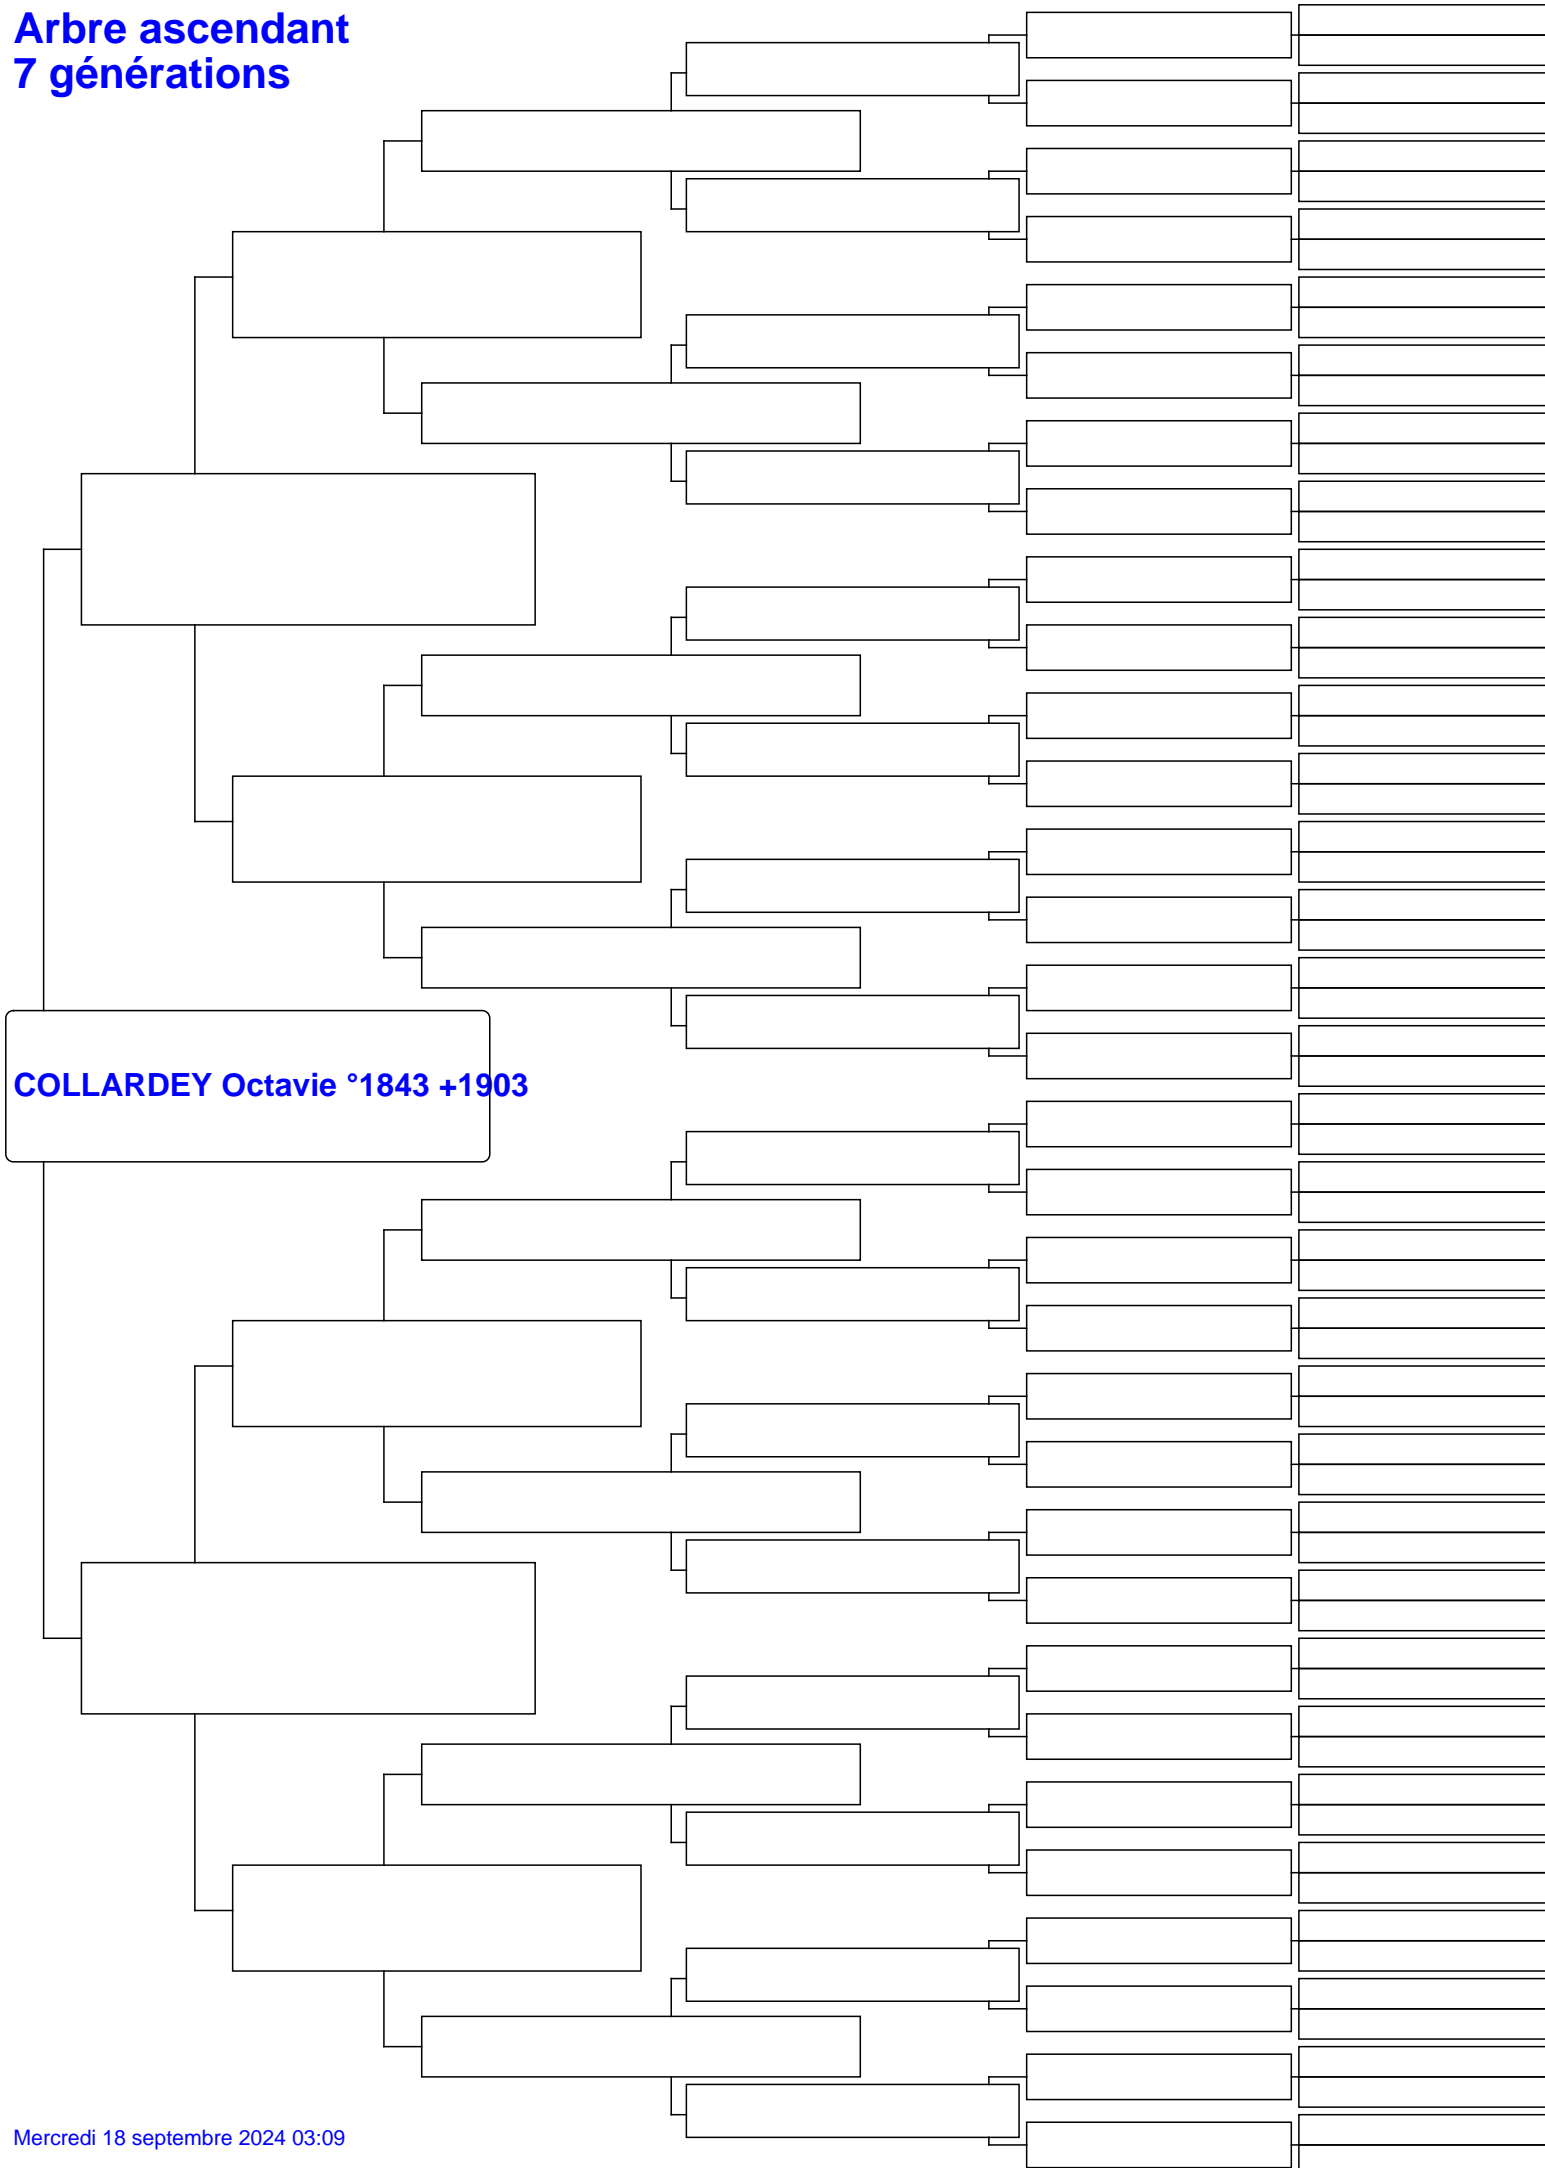 Arbre ascendant
7 générations
COLLARDEY Octavie °1843 +1903
Mercredi 18 septembre 2024 03:09